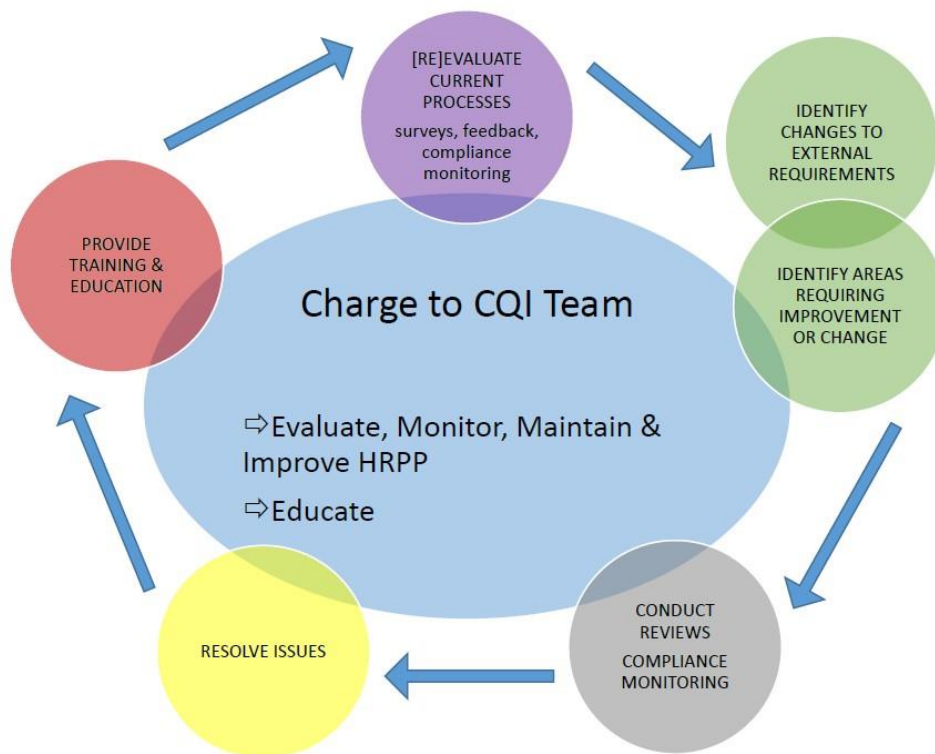 [RE]EVALUATE
CURRENT
PROCESSES
surveys, feedback,
compliance
monitoring
IDENTIFY
CHANGES TO
EXTERNAL
REQUIREMENTS
IDENTIFY AREAS
REQUIRING
IMPROVEMENT
OR CHANGE
PROVIDE
TRAINING &
EDUCATION
Charge to CQI Team
⇨Evaluate, Monitor, Maintain &
Improve HRPP
⇨Educate
CONDUCT
REVIEWS
COMPLIANCE
MONITORING
RESOLVE ISSUES